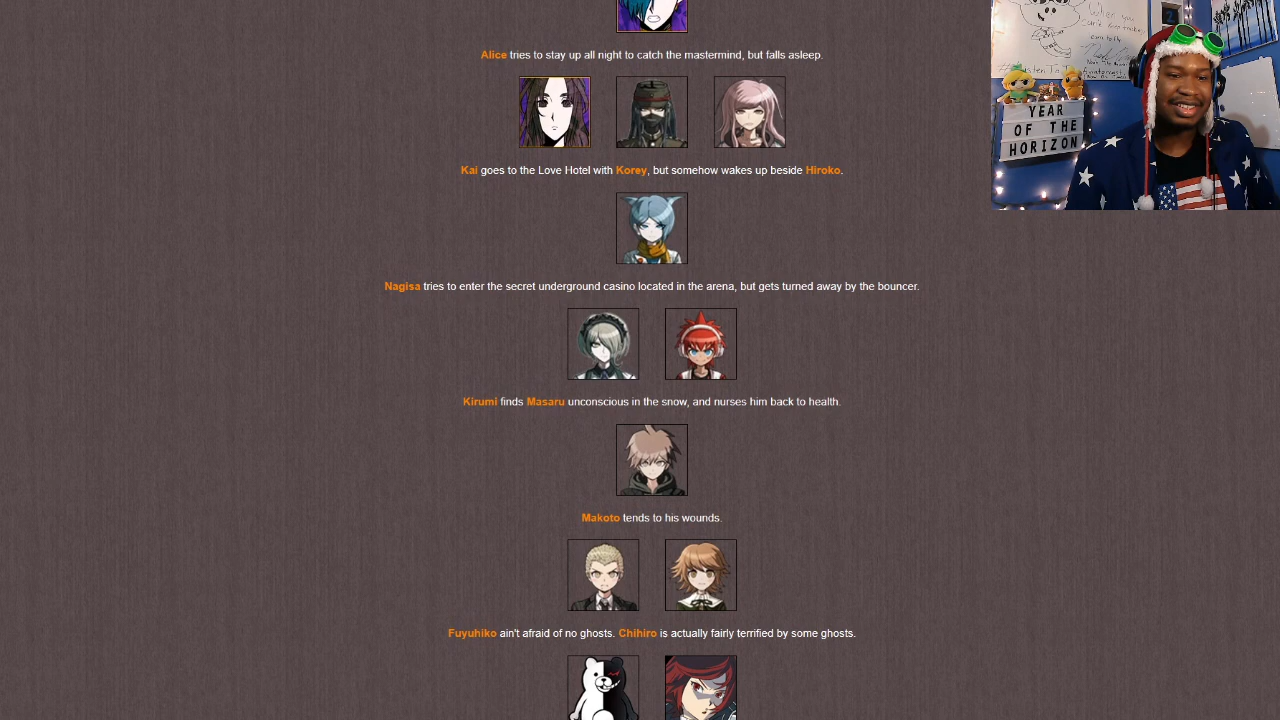 Alice tries to stay up all night to catch the mastermind, but falls asleep.
Kai goes to the Love Hotel with Korey, but somehow wakes up beside Hiroko.
Nagisa tries to enter the secret underground casino located in the arena, but gets turned away by the bouncer.
Kirumi finds Masaru unconscious in the snow, and nurses him back to health.
Makoto tends to his wounds.
Fuyuhiko ain't afraid of no ghosts. Chihiro is actually fairly terrified by some ghosts.
YEAR
OF THE
HORIZON